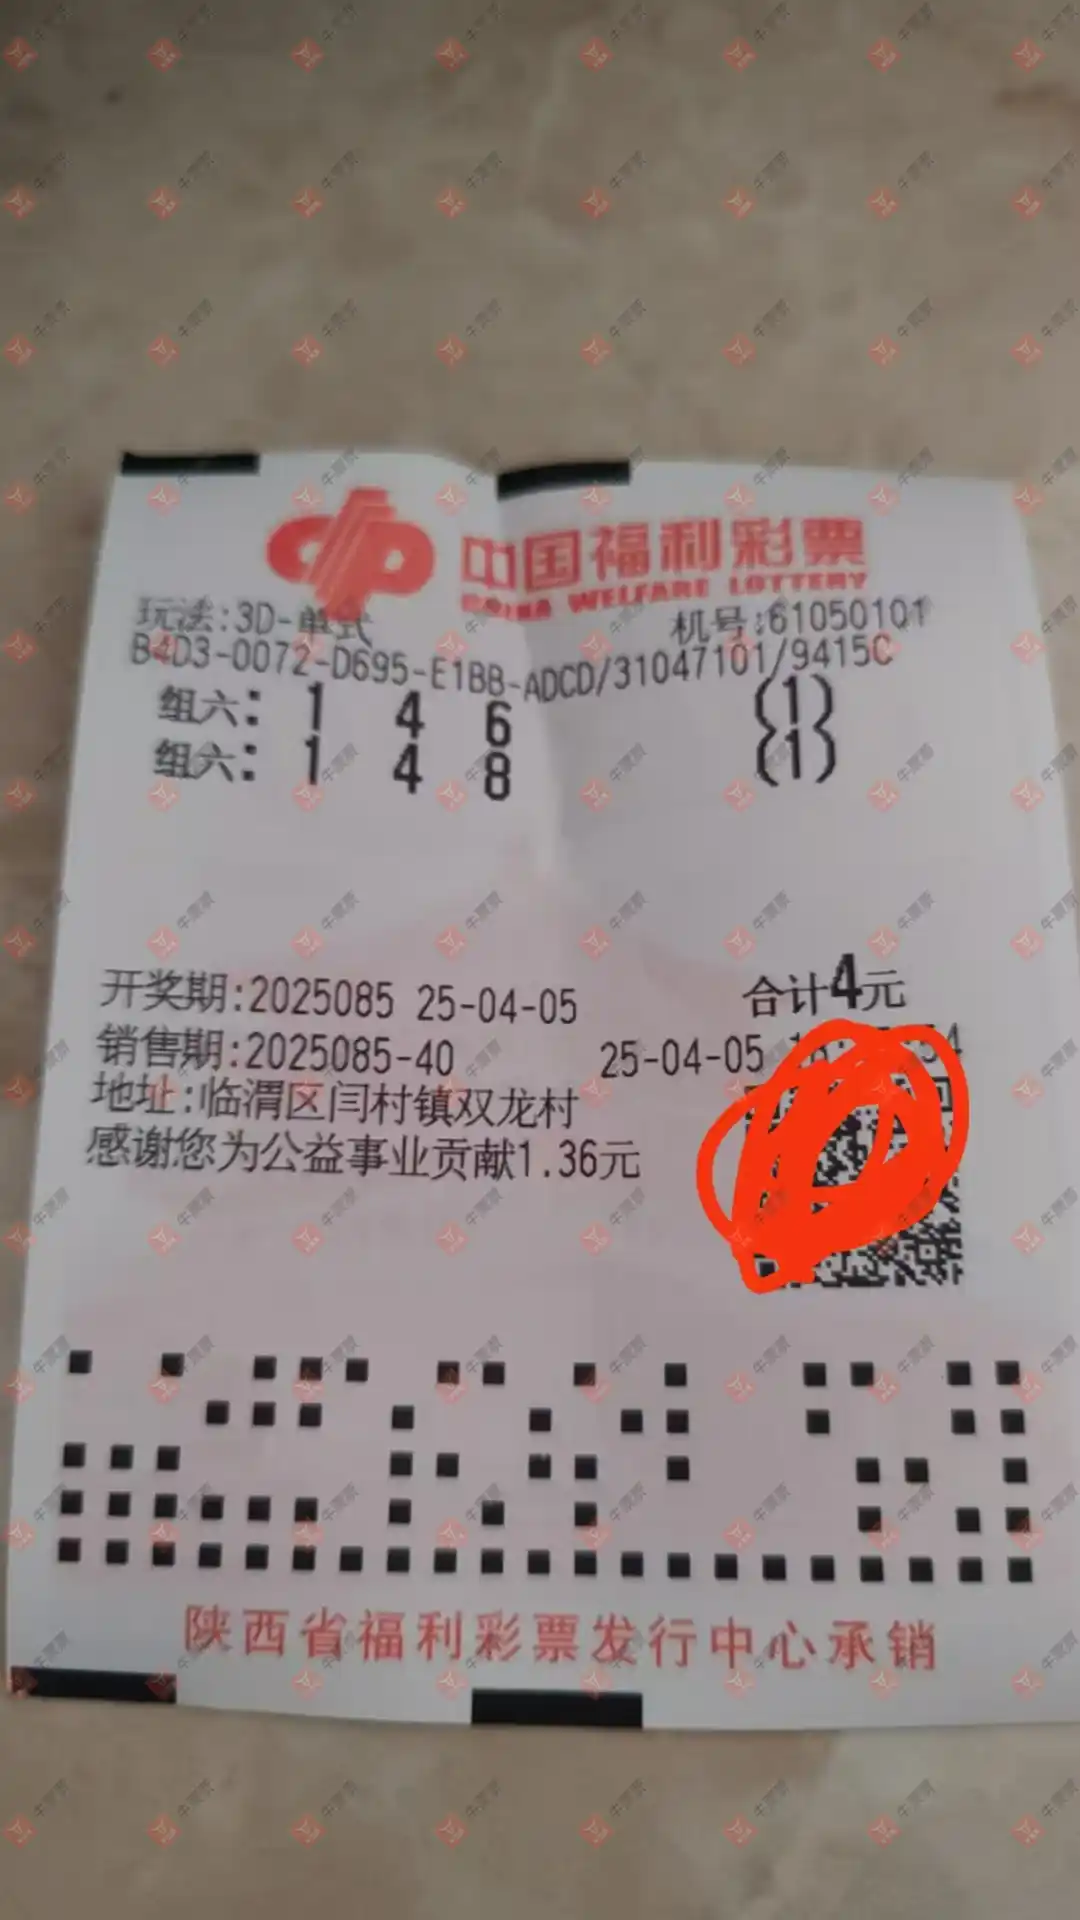 中国福利彩票
CHINA WELFARE LOTTERY
玩法:3D-单式 机号:61050101
B4D3-0072-D695-E1BB-ADCD/31047101/9415C
组六: 1 4 6 {1}
组六: 1 4 8 {1}
开奖期:2025085 25-04-05 合计4元
销售期:2025085-40 25-04-05
地址:临渭区闫村镇双龙村
感谢您为公益事业贡献1.36元
陕西省福利彩票发行中心承销